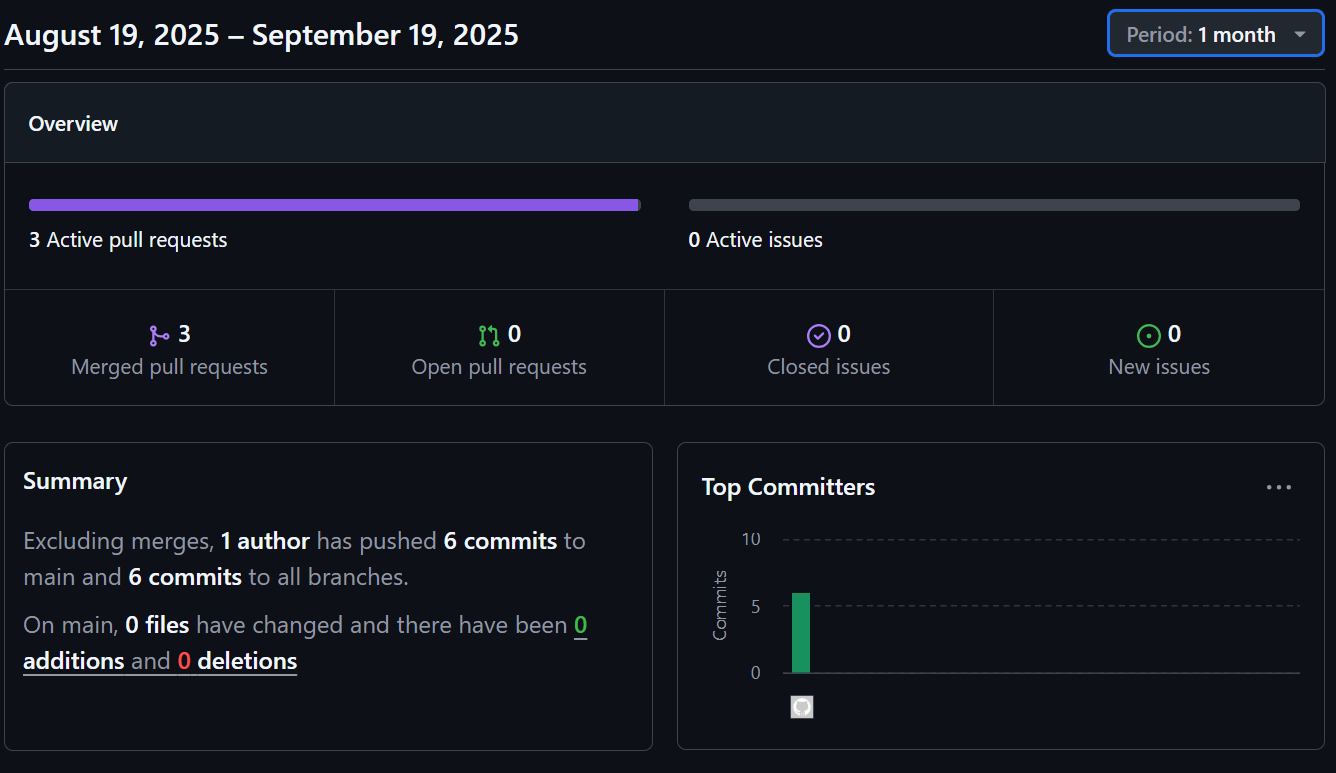 August 19, 2025 – September 19, 2025
Period: 1 month
Overview
3 Active pull requests
0 Active issues
3
Merged pull requests
0
Open pull requests
0
Closed issues
0
New issues
Summary
Excluding merges, 1 author has pushed 6 commits to
main and 6 commits to all branches.
On main, 0 files have changed and there have been 0
additions and 0 deletions
Top Committers
Commits
10
5
0